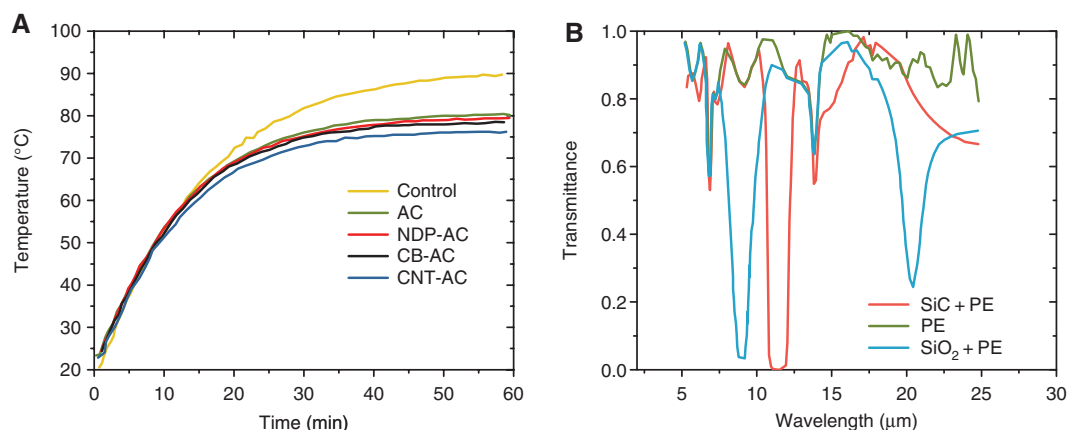 A
Temperature (°C)
100
90
80
70
60
50
40
30
20
0
10
20
30
40
50
60
Time (min)
Control
AC
NDP-AC
CB-AC
CNT-AC
B
Transmittance
1.0
0.8
0.6
0.4
0.2
0.0
5
10
15
20
25
30
Wavelength (μm)
SiC + PE
PE
SiO₂ + PE